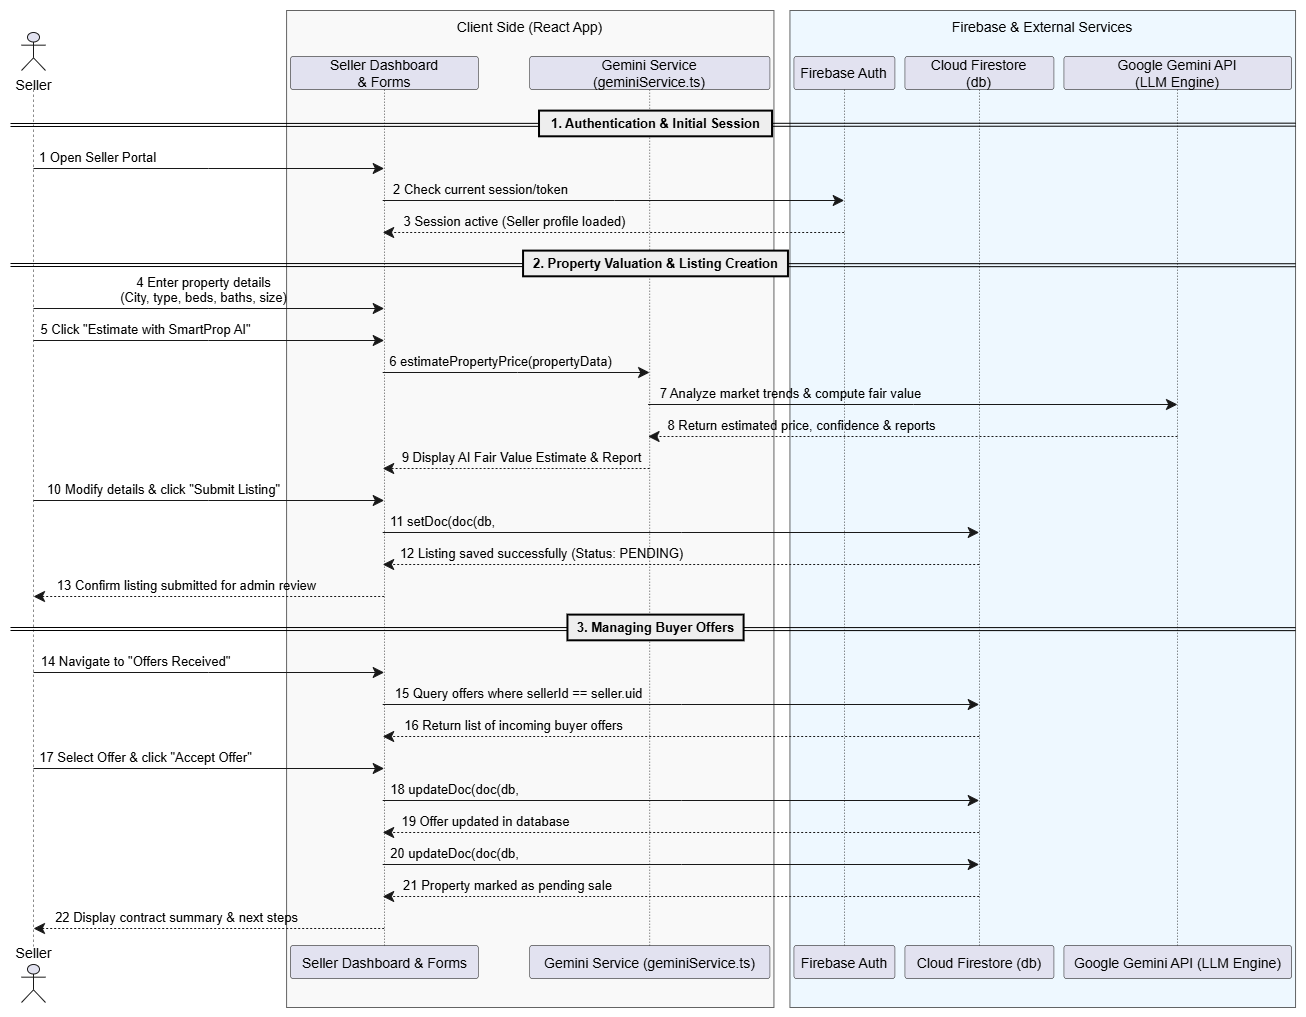 Client Side (React App)
Firebase & External Services
Seller
Seller Dashboard
& Forms
Gemini Service
(geminiService.ts)
Firebase Auth
Cloud Firestore
(db)
Google Gemini API
(LLM Engine)
1. Authentication & Initial Session
1 Open Seller Portal
2 Check current session/token
3 Session active (Seller profile loaded)
2. Property Valuation & Listing Creation
4 Enter property details
(City, type, beds, baths, size)
5 Click "Estimate with SmartProp AI"
6 estimatePropertyPrice(propertyData)
7 Analyze market trends & compute fair value
8 Return estimated price, confidence & reports
9 Display AI Fair Value Estimate & Report
10 Modify details & click "Submit Listing"
11 setDoc(doc(db,
12 Listing saved successfully (Status: PENDING)
13 Confirm listing submitted for admin review
3. Managing Buyer Offers
14 Navigate to "Offers Received"
15 Query offers where sellerId == seller.uid
16 Return list of incoming buyer offers
17 Select Offer & click "Accept Offer"
18 updateDoc(doc(db,
19 Offer updated in database
20 updateDoc(doc(db,
21 Property marked as pending sale
22 Display contract summary & next steps
Seller
Seller Dashboard & Forms
Gemini Service (geminiService.ts)
Firebase Auth
Cloud Firestore (db)
Google Gemini API (LLM Engine)